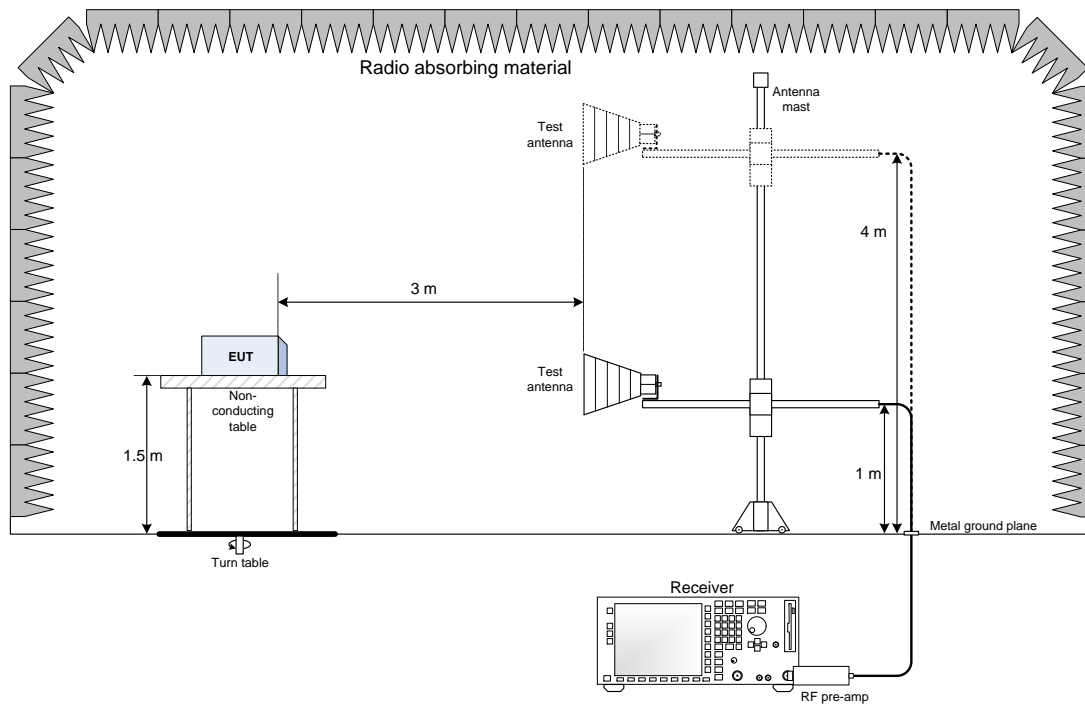 Radio absorbing material
Antenna
mast
Test
antenna
4 m
3 m
EUT
Test
antenna
Non-
conducting
table
1.5 m
1 m
Metal ground plane
Turn table
Receiver
RF pre-amp